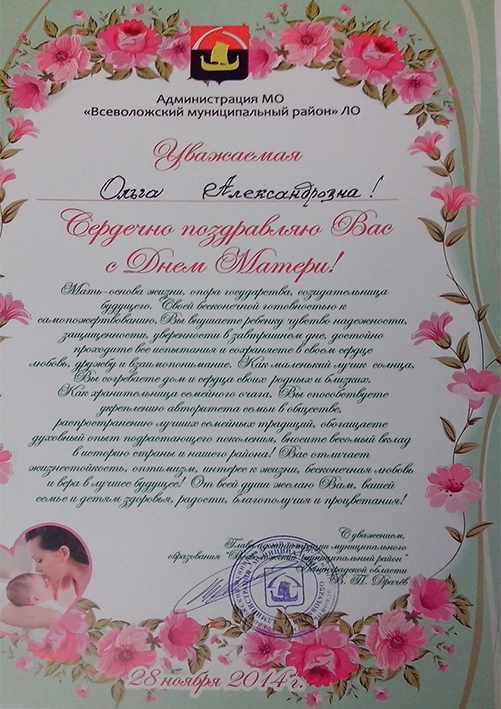 Администрация МО
«Всеволожский муниципальный район» ЛО
Уважаемая
Ольга Александровна!
Сердечно поздравляю Вас
с Днем Матери!
Мать-основа жизни, опора государства, созидательница
будущего. Своей бесконечной готовностью к
самопожертвованию, Вы внушаете ребенку чувство надежности,
защищенности, уверенности в завтрашнем дне, достойно
проходите все испытания и сохраняете в своем сердце
любовь, дружбу и взаимопонимание. Как маленький лучик солнца,
Вы согреваете дом и сердца своих родных и близких.
Как хранительница семейного очага, Вы способствуете
укреплению авторитета семьи в обществе,
распространению лучших семейных традиций, обогащаете
духовный опыт подрастающего поколения, вносите весомый вклад
в историю страны и нашего района! Вас отличает
жизнестойкость, оптимизм, интерес к жизни, бесконечная любовь
и вера в лучшее будущее! От всей души желаю Вам, вашей
семье и детям здоровья, радости, благополучия и процветания!
С уважением,
Глава администрации муниципального
образования "Всеволожский муниципальный район"
Ленинградской области
В. П. Драчёв
28 ноября 2014 г.